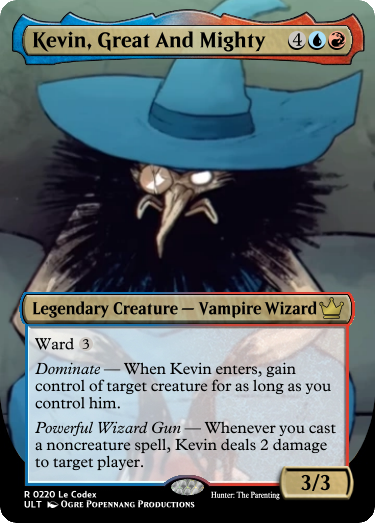 Kevin, Great And Mighty 4
Legendary Creature — Vampire Wizard
Ward 3
Dominate — When Kevin enters, gain
control of target creature for as long as you
control him.
Powerful Wizard Gun — Whenever you cast
a noncreature spell, Kevin deals 2 damage
to target player.
3/3
R 0220 Le Codex
ULT Ogre Popennang Productions
Hunter: The Parenting